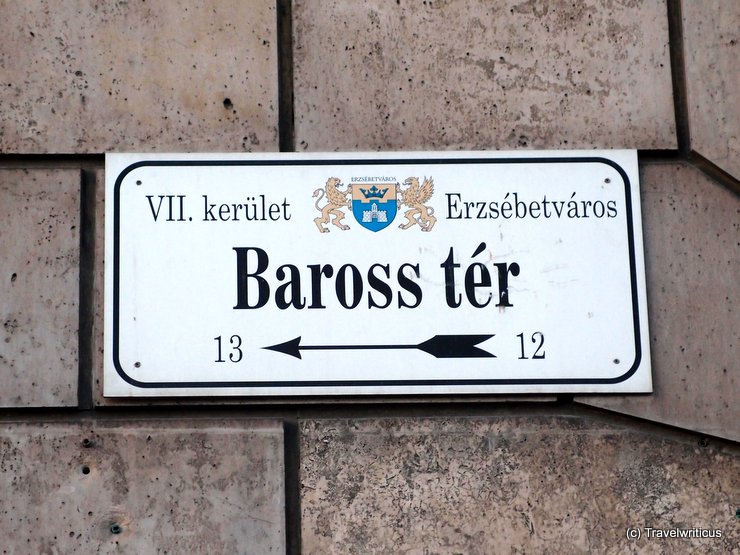 ERZSÉBETVÁROS
VII. kerület Erzsébetváros
Baross tér
13 12
(c) Travelwriticus